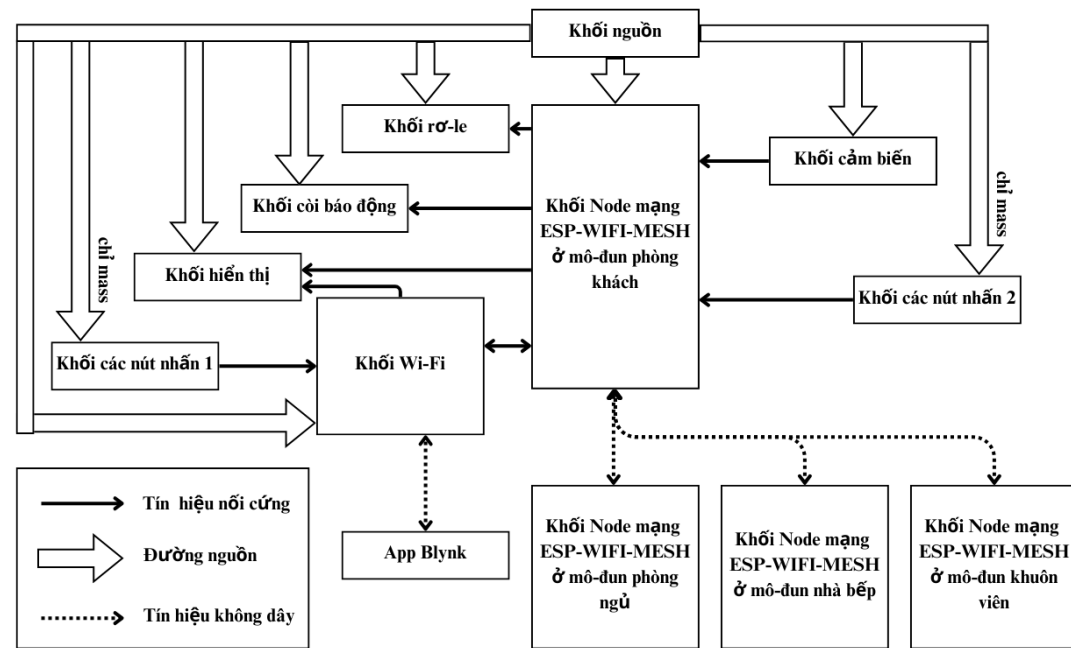 Khối nguồn
Khối rơ-le
Khối cảm biến
Khối còi báo động
Khối Node mạng
ESP-WIFI-MESH
ở mô-đun phòng
khách
chỉ mass
chỉ mass
Khối hiển thị
Khối các nút nhấn 2
Khối các nút nhấn 1
Khối Wi-Fi
Tín hiệu nối cứng
Đường nguồn
Tín hiệu không dây
App Blynk
Khối Node mạng
ESP-WIFI-MESH
ở mô-đun phòng
ngủ
Khối Node mạng
ESP-WIFI-MESH
ở mô-đun nhà bếp
Khối Node mạng
ESP-WIFI-MESH
ở mô-đun khuôn
viên